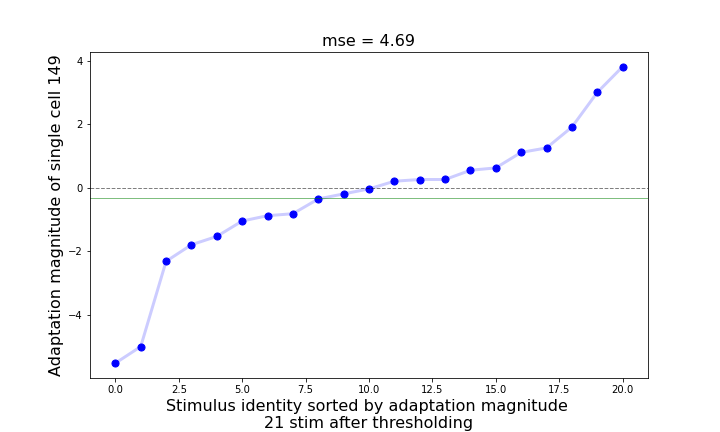 mse = 4.69
Adaptation magnitude of single cell 149
4
2
0
−2
−4
0.0 2.5 5.0 7.5 10.0 12.5 15.0 17.5 20.0
Stimulus identity sorted by adaptation magnitude
21 stim after thresholding